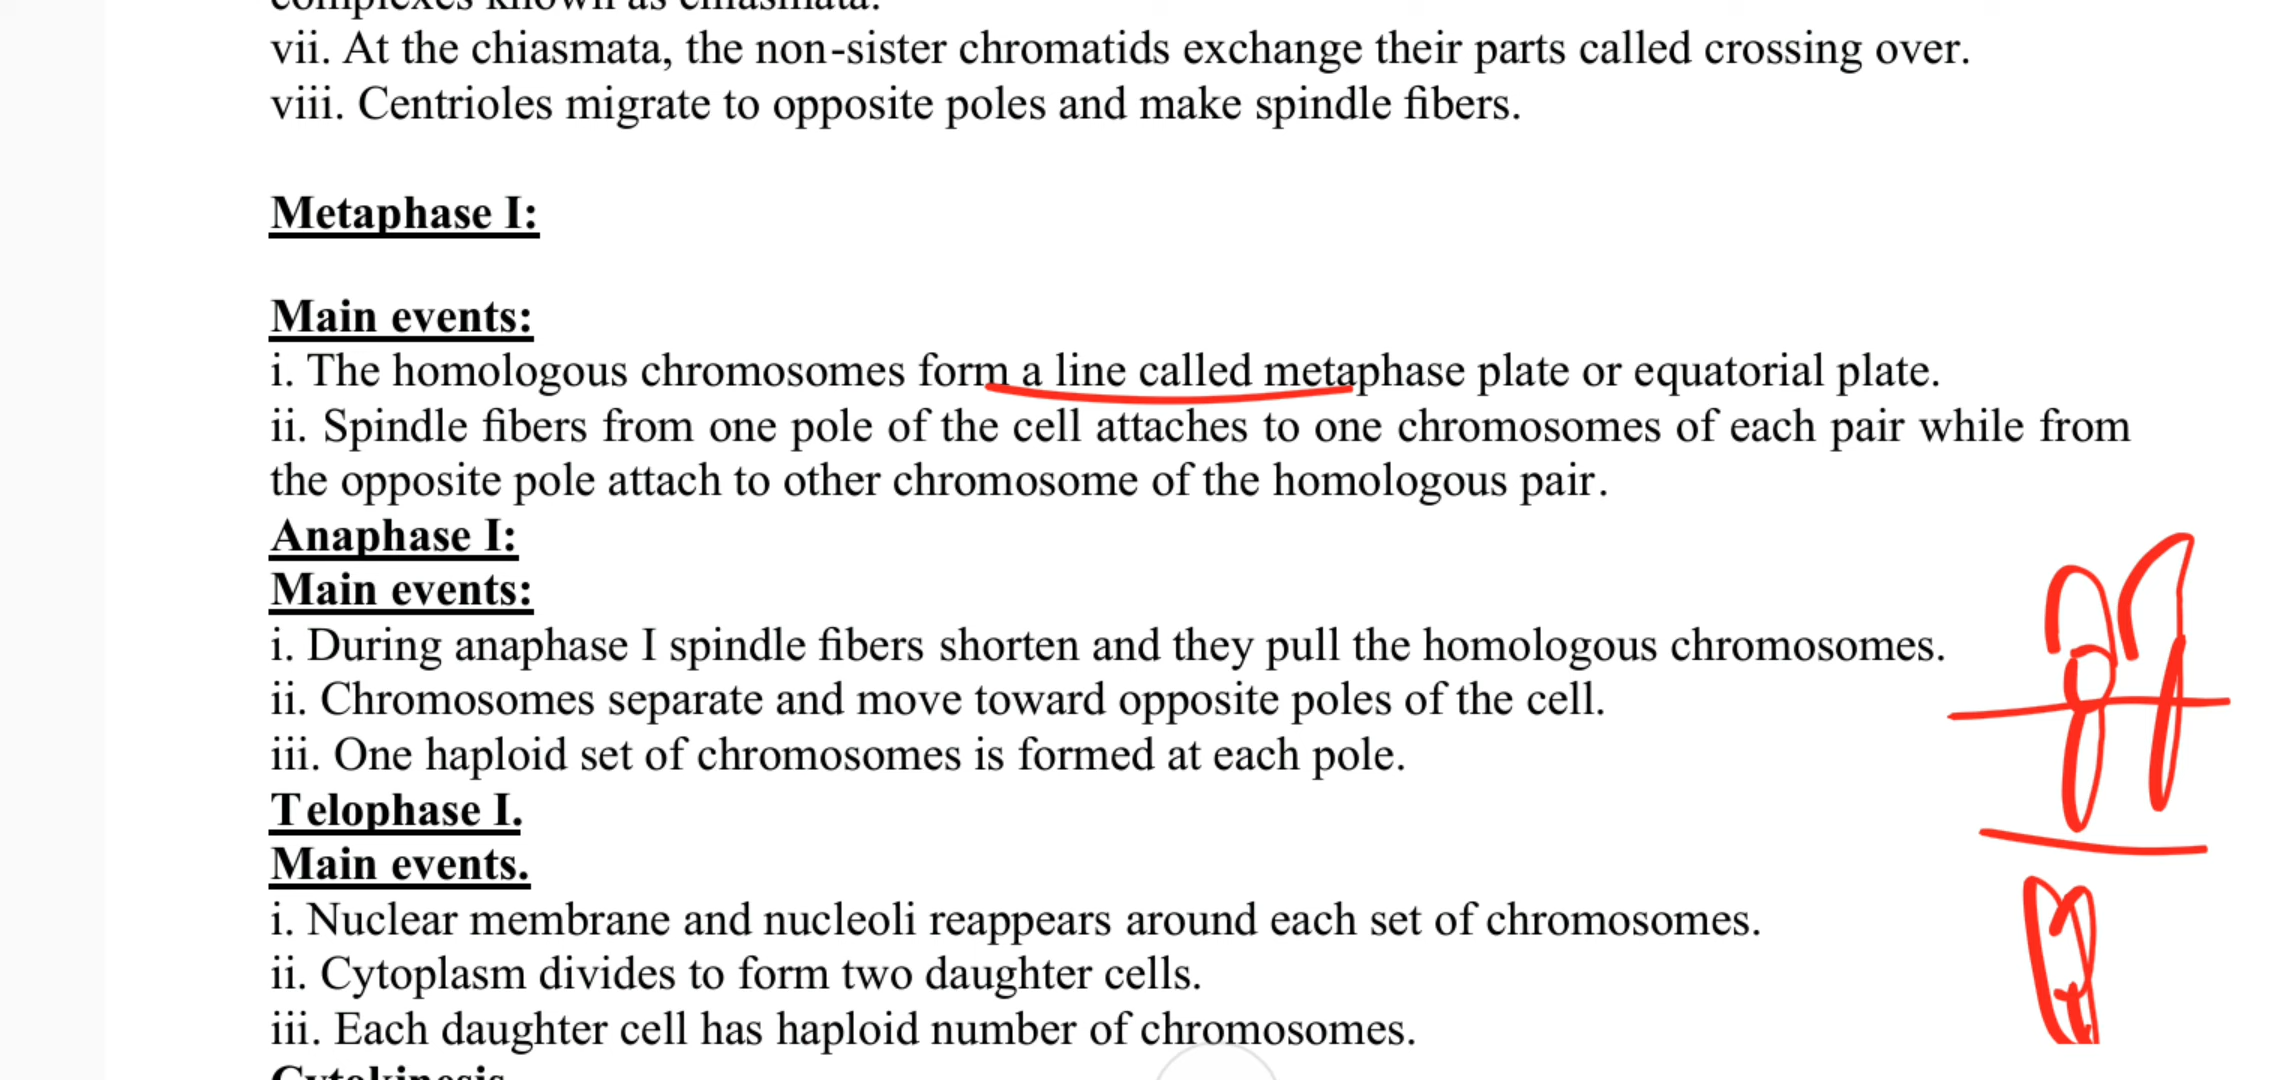 complexes known as chiasmata.
vii. At the chiasmata, the non-sister chromatids exchange their parts called crossing over.
viii. Centrioles migrate to opposite poles and make spindle fibers.
Metaphase I:
Main events:
i. The homologous chromosomes form a line called metaphase plate or equatorial plate.
ii. Spindle fibers from one pole of the cell attaches to one chromosomes of each pair while from
the opposite pole attach to other chromosome of the homologous pair.
Anaphase I:
Main events:
i. During anaphase I spindle fibers shorten and they pull the homologous chromosomes.
ii. Chromosomes separate and move toward opposite poles of the cell.
iii. One haploid set of chromosomes is formed at each pole.
Telophase I.
Main events.
i. Nuclear membrane and nucleoli reappears around each set of chromosomes.
ii. Cytoplasm divides to form two daughter cells.
iii. Each daughter cell has haploid number of chromosomes.
Cytokinesis